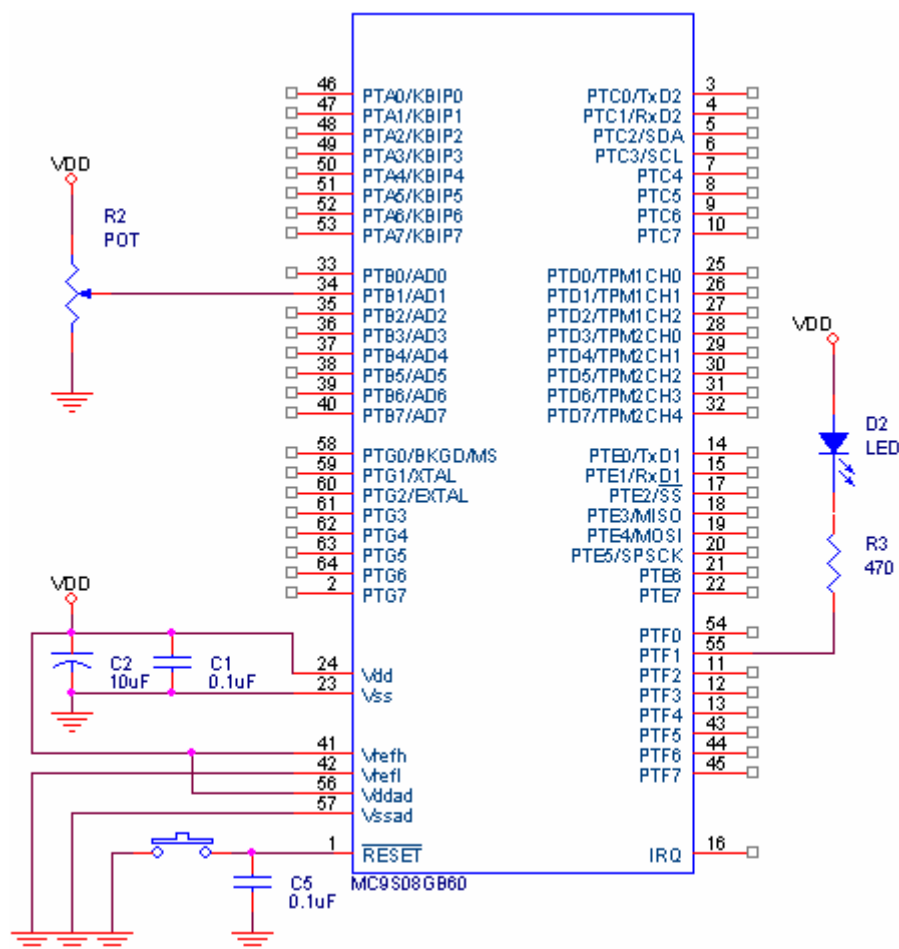 46 PTA0/KBIP0
47 PTA1/KBIP1
48 PTA2/KBIP2
49 PTA3/KBIP3
50 PTA4/KBIP4
51 PTA5/KBIP5
52 PTA6/KBIP6
53 PTA7/KBIP7
33 PTB0/AD0
34 PTB1/AD1
35 PTB2/AD2
36 PTB3/AD3
37 PTB4/AD4
38 PTB5/AD5
39 PTB6/AD6
40 PTB7/AD7
58 PTG0/BKGD/MS
59 PTG1/XTAL
60 PTG2/EXTAL
61 PTG3
62 PTG4
63 PTG5
64 PTG6
2 PTG7
24 Vdd
23 Vss
41 Vrefh
42 Vrefl
56 Vddad
57 Vssad
1 RESET
PTC0/TxD2 3
PTC1/RxD2 4
PTC2/SDA 5
PTC3/SCL 6
PTC4 7
PTC5 8
PTC6 9
PTC7 10
PTD0/TPM1CH0 25
PTD1/TPM1CH1 26
PTD2/TPM1CH2 27
PTD3/TPM2CH0 28
PTD4/TPM2CH1 29
PTD5/TPM2CH2 30
PTD6/TPM2CH3 31
PTD7/TPM2CH4 32
PTE0/TxD1 14
PTE1/RxD1 15
PTE2/SS 17
PTE3/MISO 18
PTE4/MOSI 19
PTE5/SPSCK 20
PTE6 21
PTE7 22
PTF0 54
PTF1 55
PTF2 11
PTF3 12
PTF4 13
PTF5 43
PTF6 44
PTF7 45
IRQ 16
MC9S08GB60
VDD
R2
POT
VDD
C2
10uF
C1
0.1uF
C5
0.1uF
VDD
D2
LED
R3
470